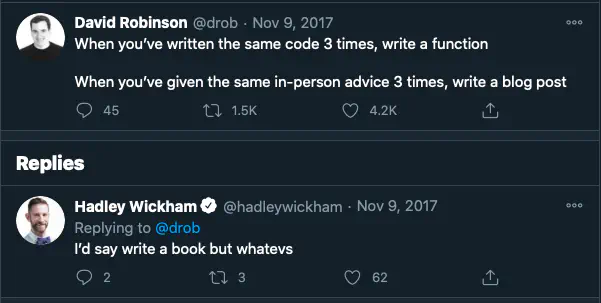 David Robinson @drob · Nov 9, 2017
When you've written the same code 3 times, write a function
When you've given the same in-person advice 3 times, write a blog post
45 1.5K 4.2K
Replies
Hadley Wickham @hadleywickham · Nov 9, 2017
Replying to @drob
I'd say write a book but whatevs
2 3 62